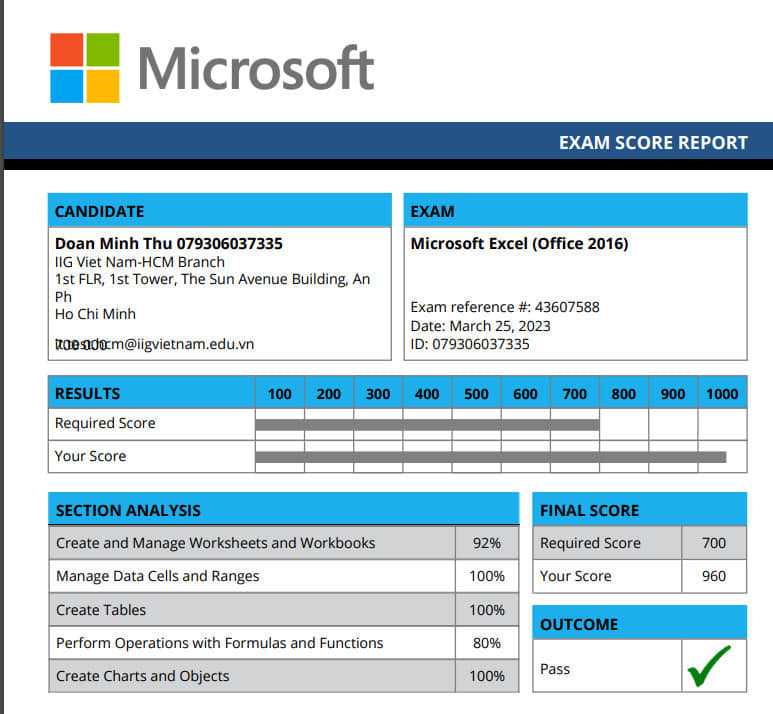 Microsoft
EXAM SCORE REPORT
CANDIDATE
Doan Minh Thu 079306037335
IIG Viet Nam-HCM Branch
1st FLR, 1st Tower, The Sun Avenue Building, An
Ph
Ho Chi Minh
700 000
@iigvietnam.edu.vn
EXAM
Microsoft Excel (Office 2016)
Exam reference #: 43607588
Date: March 25, 2023
ID: 079306037335
RESULTS 100 200 300 400 500 600 700 800 900 1000
Required Score
Your Score
SECTION ANALYSIS
Create and Manage Worksheets and Workbooks 92%
Manage Data Cells and Ranges 100%
Create Tables 100%
Perform Operations with Formulas and Functions 80%
Create Charts and Objects 100%
FINAL SCORE
Required Score 700
Your Score 960
OUTCOME
Pass